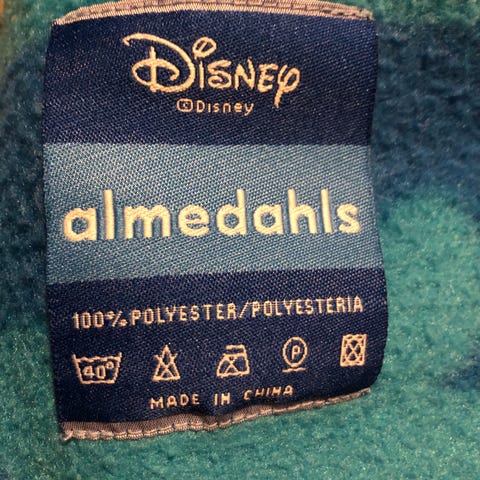 Disney
©Disney
almedahls
100% POLYESTER/POLYESTERIA
40° P
MADE IN CHINA